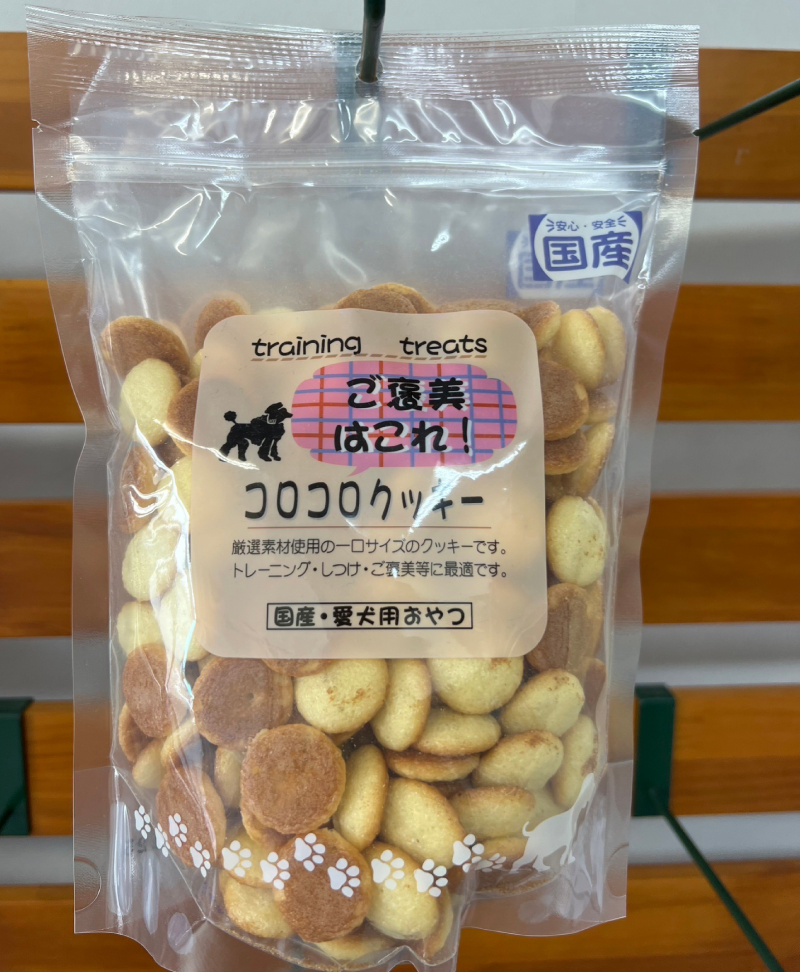 安心・安全
国産
training treats
ご褒美
はこれ!
コロコロクッキー
厳選素材使用の一口サイズのクッキーです。
トレーニング・しつけ・ご褒美等に最適です。
国産・愛犬用おやつ